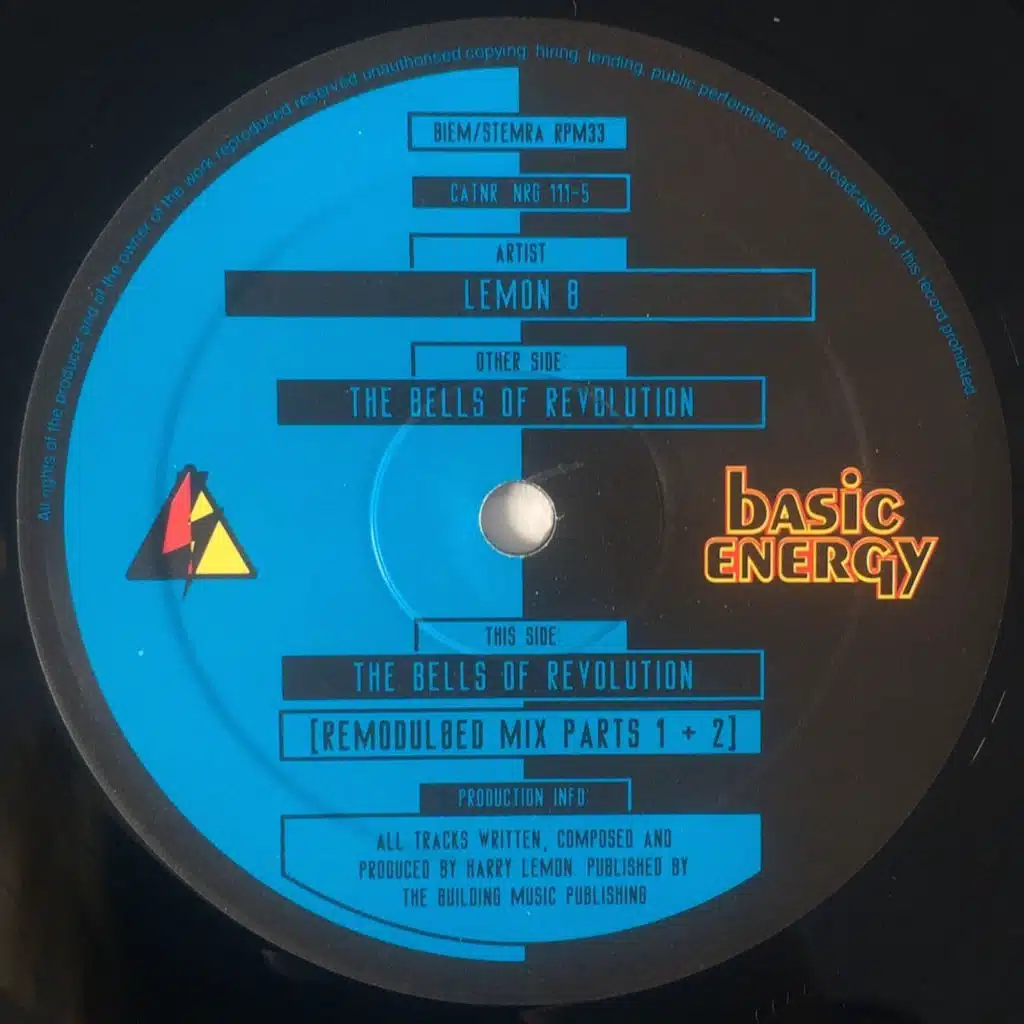 All rights of the producer and of the owner of the work reproduced reserved unauthorised copying, hiring, lending, public performance, and broadcasting of this record prohibited.
BIEM/STEMRA RPM33
CATNR NRG 111-5
ARTIST
LEMON 8
OTHER SIDE:
THE BELLS OF REVOLUTION
basic
ENERGY
THIS SIDE
THE BELLS OF REVOLUTION
[REMODUL8ED MIX PARTS 1 + 2]
PRODUCTION INFO:
ALL TRACKS WRITTEN, COMPOSED AND
PRODUCED BY HARRY LEMON. PUBLISHED BY
THE BUILDING MUSIC PUBLISHING